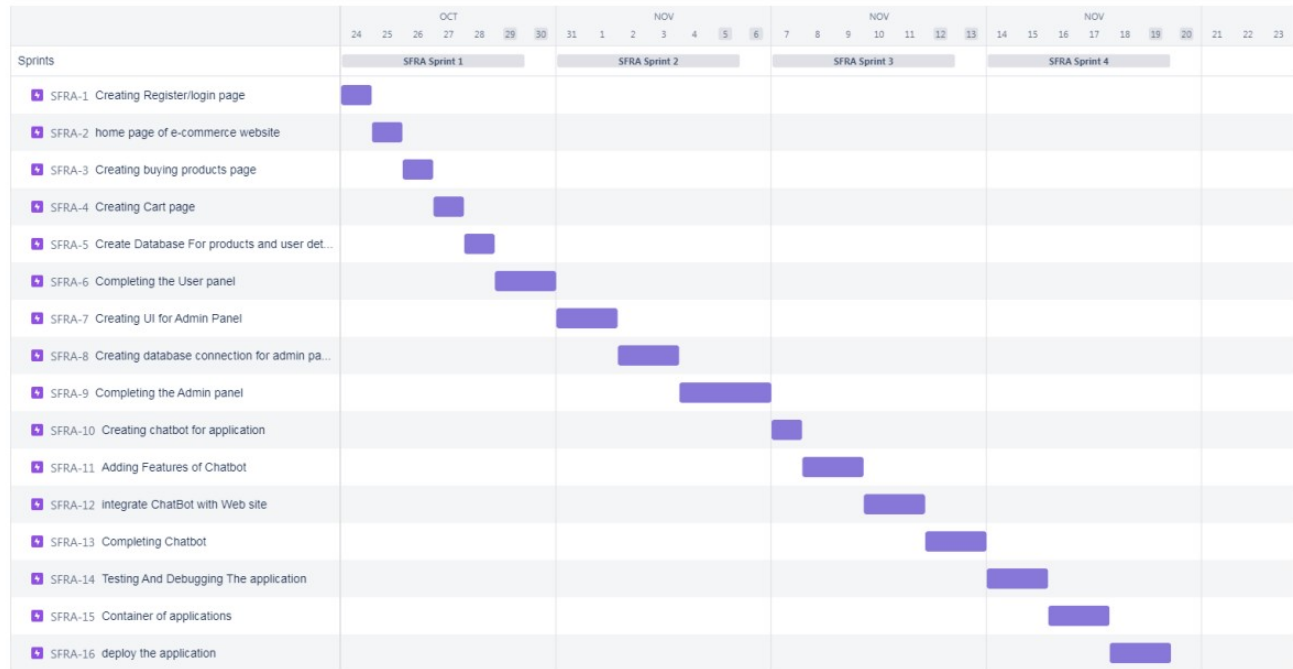 OCT NOV NOV NOV
24 25 26 27 28 29 30 31 1 2 3 4 5 6 7 8 9 10 11 12 13 14 15 16 17 18 19 20 21 22 23
Sprints SFRA Sprint 1 SFRA Sprint 2 SFRA Sprint 3 SFRA Sprint 4
SFRA-1 Creating Register/login page
SFRA-2 home page of e-commerce website
SFRA-3 Creating buying products page
SFRA-4 Creating Cart page
SFRA-5 Create Database For products and user det...
SFRA-6 Completing the User panel
SFRA-7 Creating UI for Admin Panel
SFRA-8 Creating database connection for admin pa...
SFRA-9 Completing the Admin panel
SFRA-10 Creating chatbot for application
SFRA-11 Adding Features of Chatbot
SFRA-12 integrate ChatBot with Web site
SFRA-13 Completing Chatbot
SFRA-14 Testing And Debugging The application
SFRA-15 Container of applications
SFRA-16 deploy the application